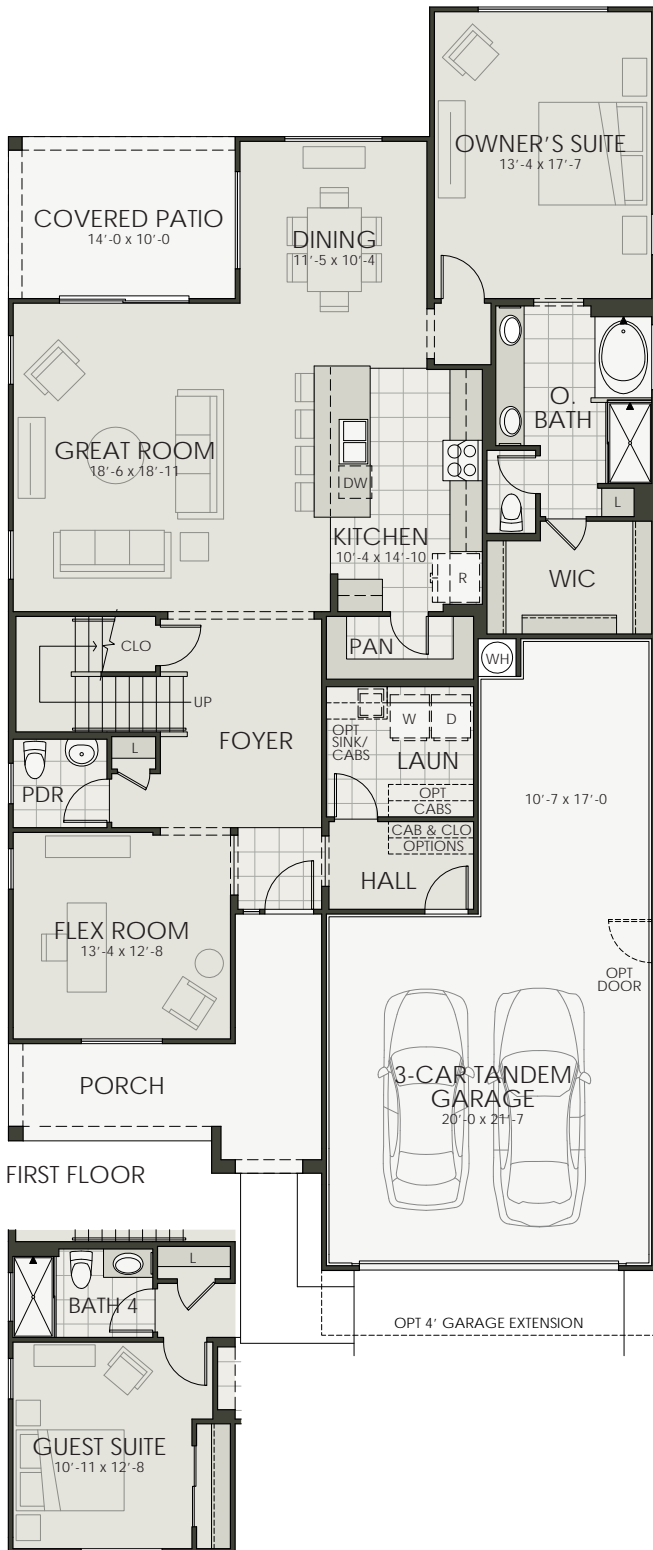 OWNER'S SUITE
13'-4 x 17'-7
COVERED PATIO
14'-0 x 10'-0
DINING
11'-5 x 10'-4
O.
BATH
GREAT ROOM
18'-6 x 18'-11
DW
L
KITCHEN
10'-4 x 14'-10
R
WIC
CLO
PAN
WH
UP
FOYER
OPT
SINK/
CABS
W
D
LAUN
L
PDR
OPT
CABS
10'-7 x 17'-0
CAB & CLO
OPTIONS
HALL
FLEX ROOM
13'-4 x 12'-8
OPT
DOOR
PORCH
3-CAR TANDEM
GARAGE
20'-0 x 21'-7
FIRST FLOOR
L
BATH 4
OPT 4' GARAGE EXTENSION
GUEST SUITE
10'-11 x 12'-8